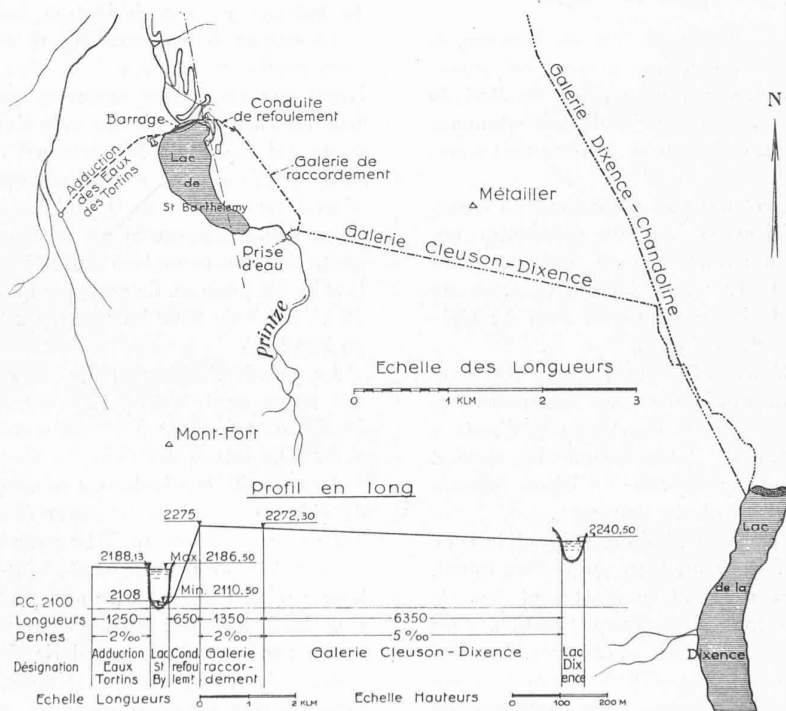 Barrage
Conduite
de refoulement
Galerie Dixence-Chandoline
N
Adduction
des Eaux
des Tortins
Lac
de
St Barthélemy
Galerie de
raccordement
Métailler
Prise
d'eau
Galerie Cleuson-Dixence
Printze
Echelle des Longueurs
0 1 KLM 2 3
Mont-Fort
Profil en long
2275 2272,30 2240,50
2188,13 Max. 2186,50
2108 Min. 2110,50
P.C. 2100
Longueurs 1250 650 1350 6350
Pentes 2‰ 2‰ 5‰
Désignation
Adduction
Eaux
Tortins
Lac
St
By
Cond.
refou
lemt
Galerie
raccor-
dement
Galerie Cleuson-Dixence
Lac
Dix
ence
Echelle Longueurs 0 1 2 KLM
Echelle Hauteurs 0 100 200 M
Lac
de la
Dixence